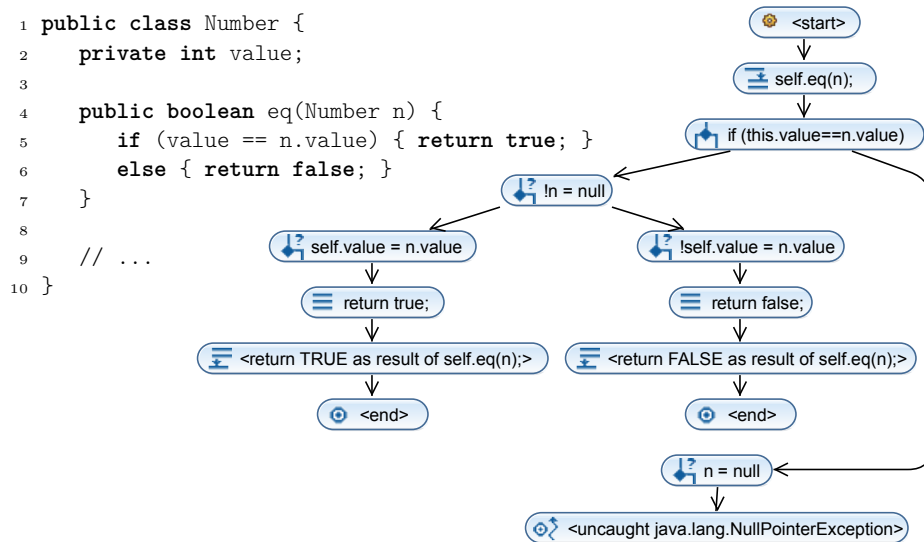 1 public class Number {
2 private int value;
3
4 public boolean eq(Number n) {
5 if (value == n.value) { return true; }
6 else { return false; }
7 }
8
9 // ...
10 }
<start>
self.eq(n);
if (this.value==n.value)
!n = null
self.value = n.value
!self.value = n.value
return true;
return false;
<return TRUE as result of self.eq(n);>
<return FALSE as result of self.eq(n);>
<end>
<end>
n = null
<uncaught java.lang.NullPointerException>